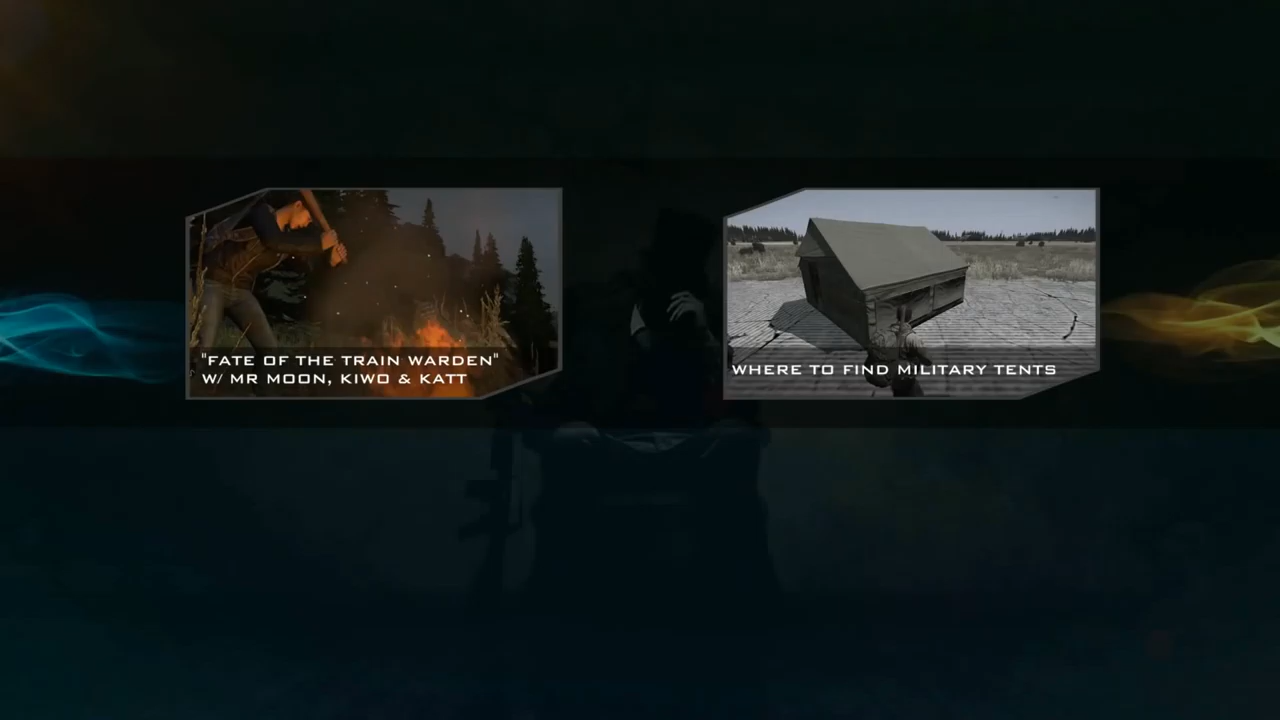 "FATE OF THE TRAIN WARDEN"
W/ MR MOON, KIWO & KATT
WHERE TO FIND MILITARY TENTS